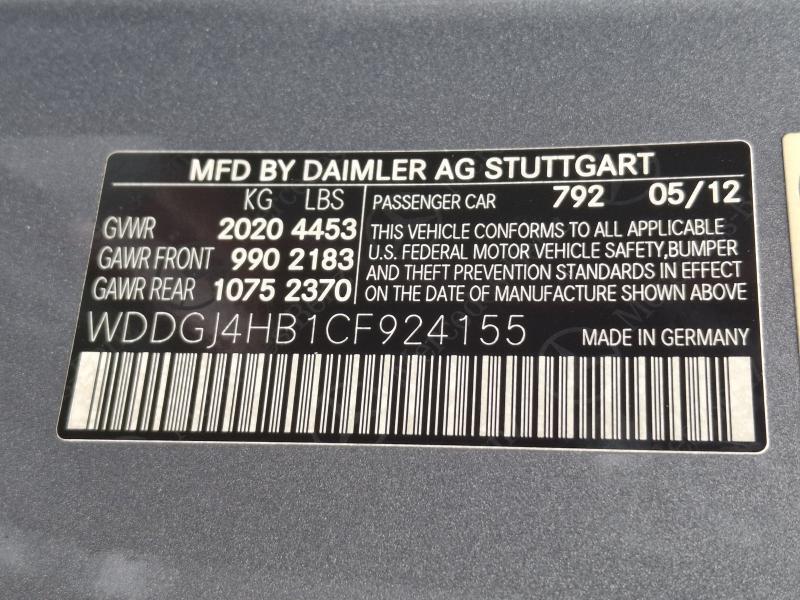 MFD BY DAIMLER AG STUTTGART
KG LBS PASSENGER CAR 792 05/12
GVWR 2020 4453 THIS VEHICLE CONFORMS TO ALL APPLICABLE
GAWR FRONT 990 2183 U.S. FEDERAL MOTOR VEHICLE SAFETY,BUMPER
GAWR REAR 1075 2370 AND THEFT PREVENTION STANDARDS IN EFFECT
ON THE DATE OF MANUFACTURE SHOWN ABOVE
WDDGJ4HB1CF924155 MADE IN GERMANY